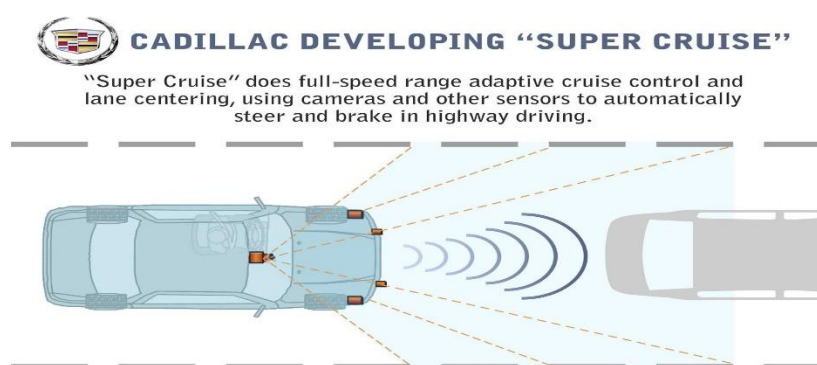 CADILLAC DEVELOPING “SUPER CRUISE”
“Super Cruise” does full-speed range adaptive cruise control and
lane centering, using cameras and other sensors to automatically
steer and brake in highway driving.